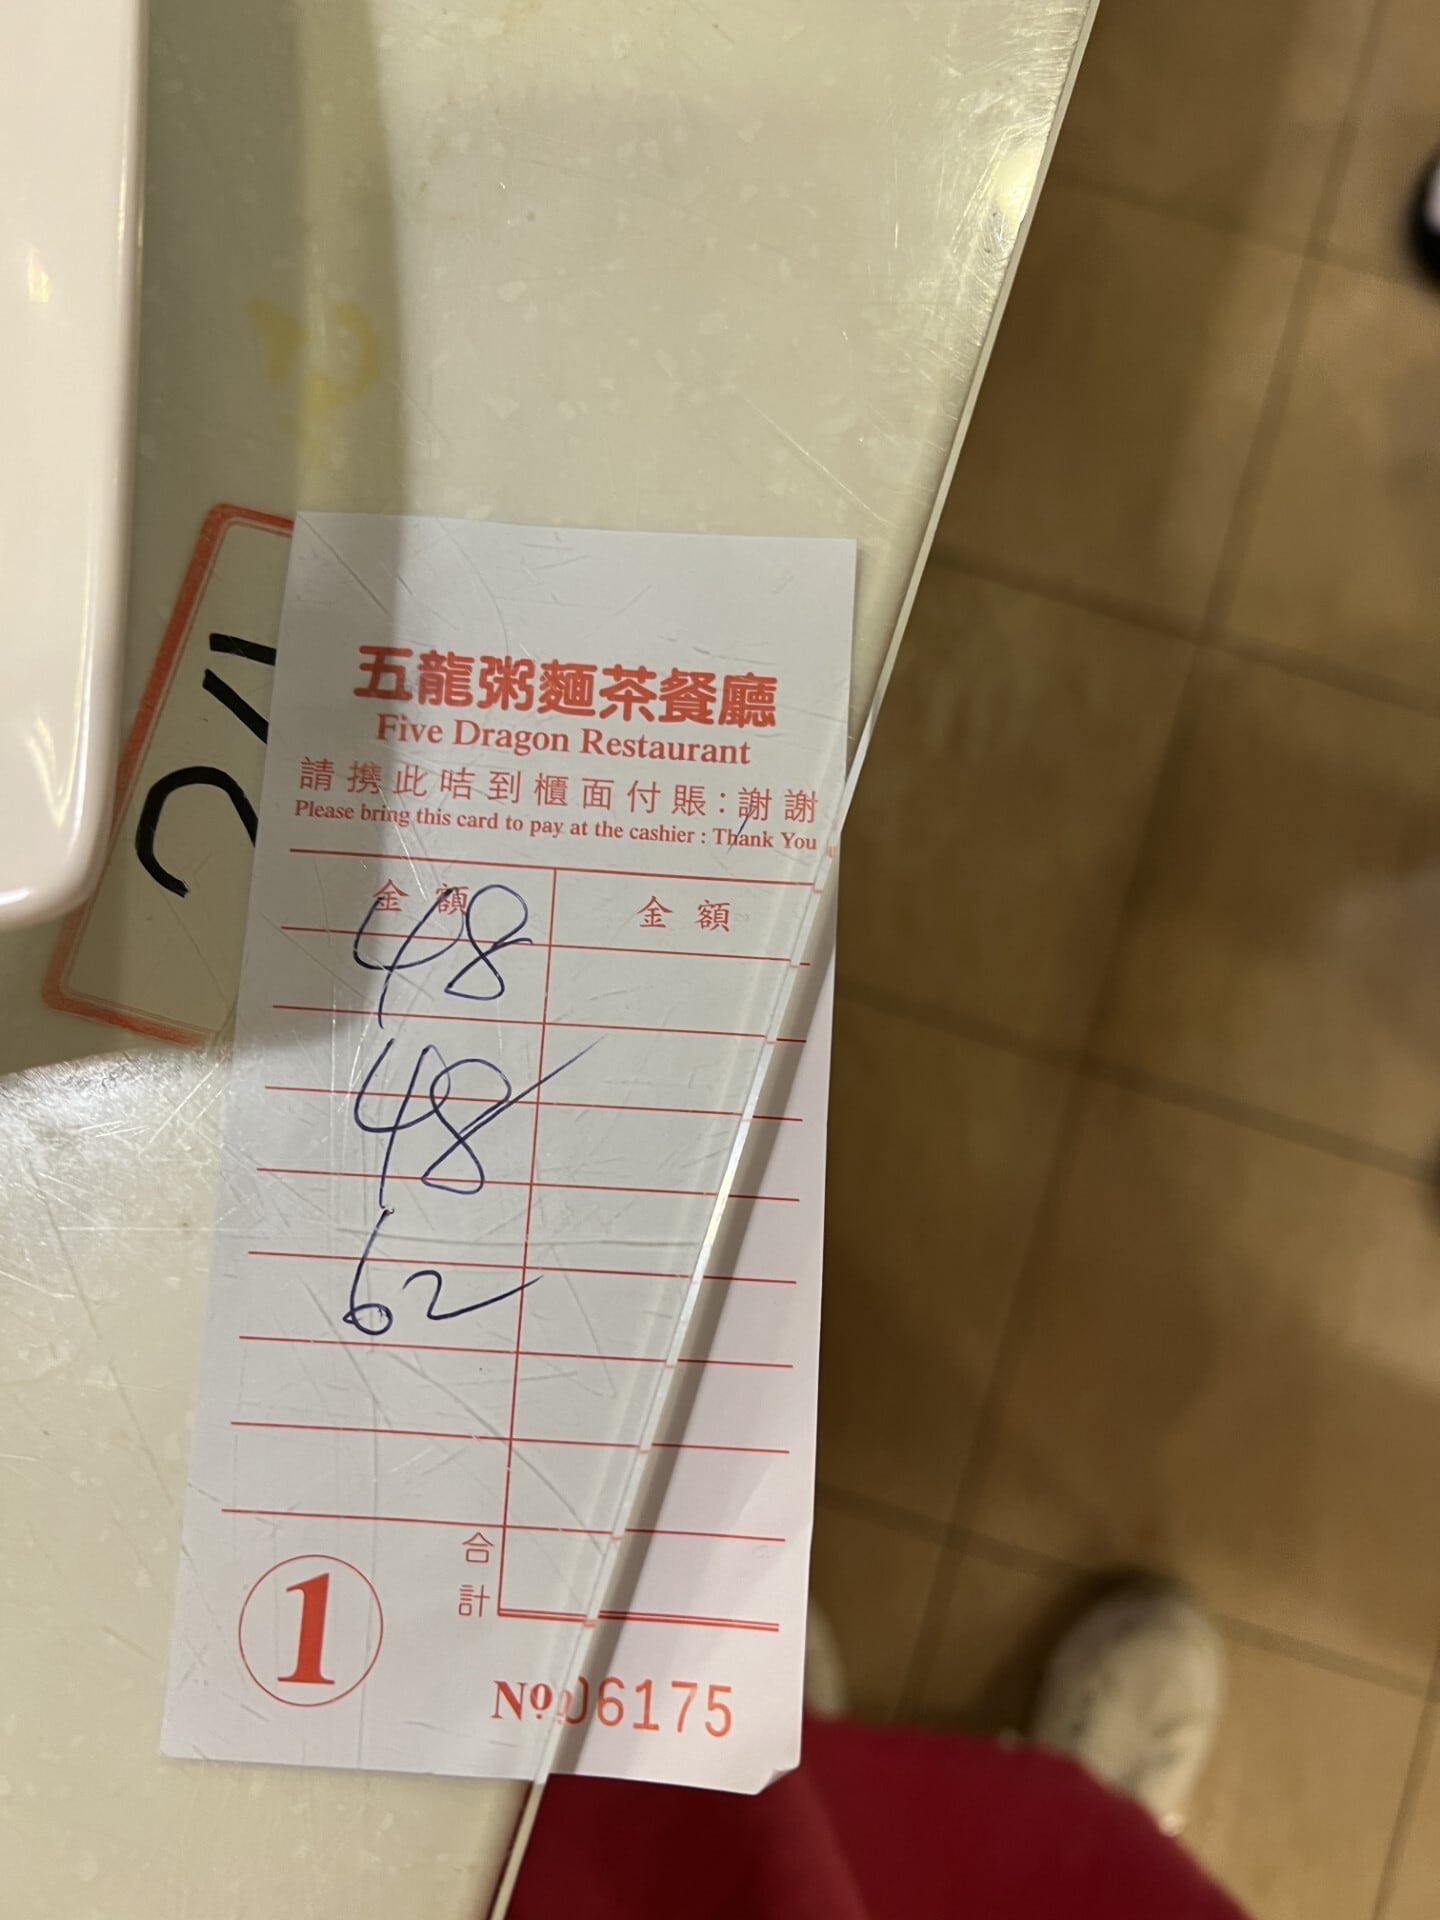 五龍粥麵茶餐廳
Five Dragon Restaurant
請携此咭到櫃面付賬：謝謝
Please bring this card to pay at the cashier : Thank You
金額 金額
48
48
62
合計
1
No 06175